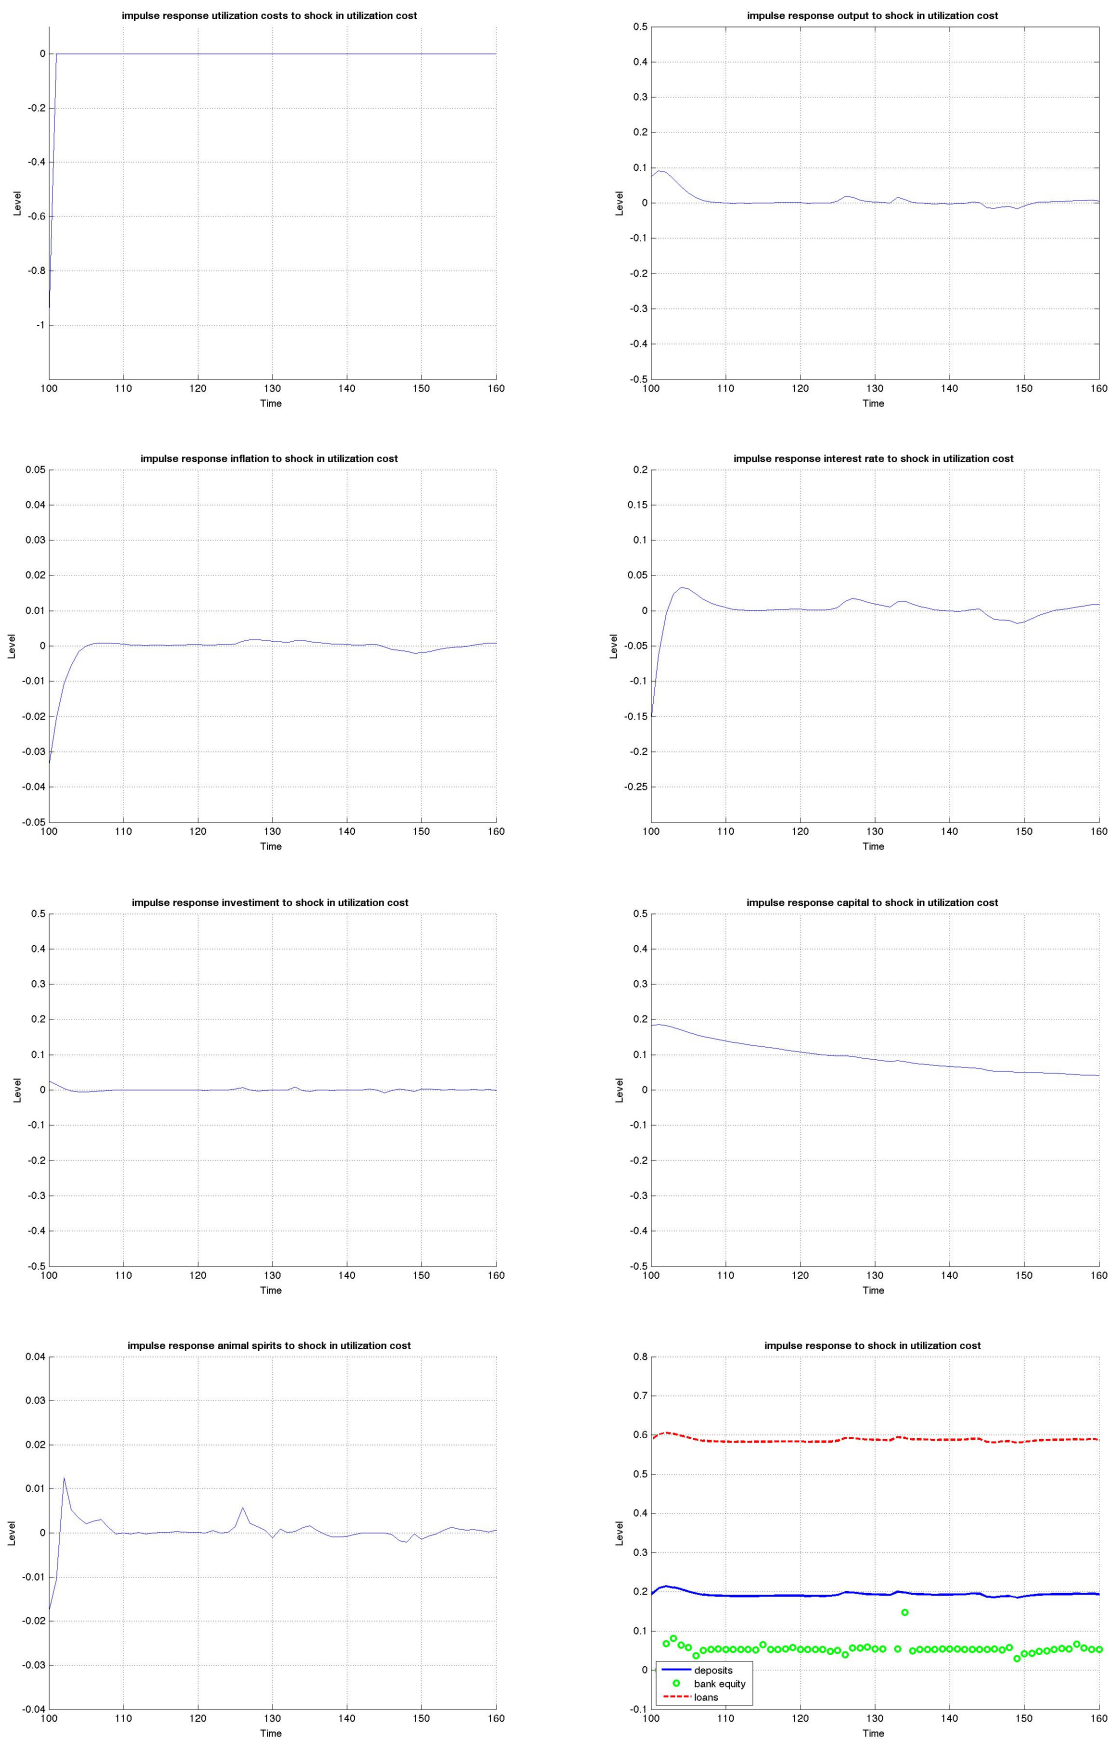 impulse response utilization costs to shock in utilization cost
0
-0.2
-0.4
-0.6
-0.8
-1
Level
100 110 120 130 140 150 160
Time
impulse response output to shock in utilization cost
0.5
0.4
0.3
0.2
0.1
0
-0.1
-0.2
-0.3
-0.4
-0.5
Level
100 110 120 130 140 150 160
Time
impulse response inflation to shock in utilization cost
0.05
0.04
0.03
0.02
0.01
0
-0.01
-0.02
-0.03
-0.04
-0.05
Level
100 110 120 130 140 150 160
Time
impulse response interest rate to shock in utilization cost
0.2
0.15
0.1
0.05
0
-0.05
-0.1
-0.15
-0.2
-0.25
Level
100 110 120 130 140 150 160
Time
impulse response investiment to shock in utilization cost
0.5
0.4
0.3
0.2
0.1
0
-0.1
-0.2
-0.3
-0.4
-0.5
Level
100 110 120 130 140 150 160
Time
impulse response capital to shock in utilization cost
0.5
0.4
0.3
0.2
0.1
0
-0.1
-0.2
-0.3
-0.4
-0.5
Level
100 110 120 130 140 150 160
Time
impulse response animal spirits to shock in utilization cost
0.04
0.03
0.02
0.01
0
-0.01
-0.02
-0.03
-0.04
Level
100 110 120 130 140 150 160
Time
impulse response to shock in utilization cost
0.8
0.7
0.6
0.5
0.4
0.3
0.2
0.1
0
-0.1
Level
deposits
bank equity
loans
100 110 120 130 140 150 160
Time